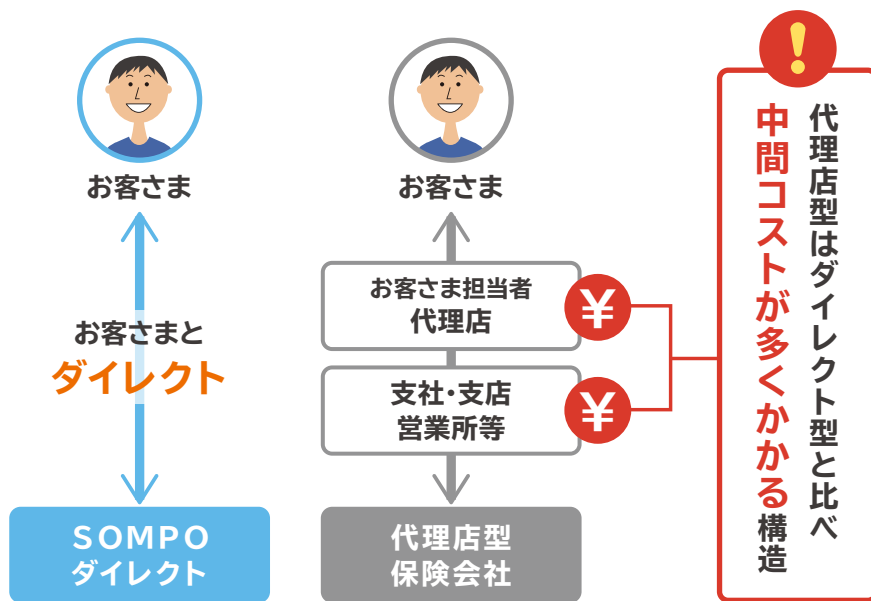 お客さま
お客さまと
ダイレクト
SOMPO
ダイレクト
お客さま
お客さま担当者
代理店
¥
支社・支店
営業所等
¥
代理店型
保険会社
!
代理店型はダイレクト型と比べ
中間コストが多くかかる構造